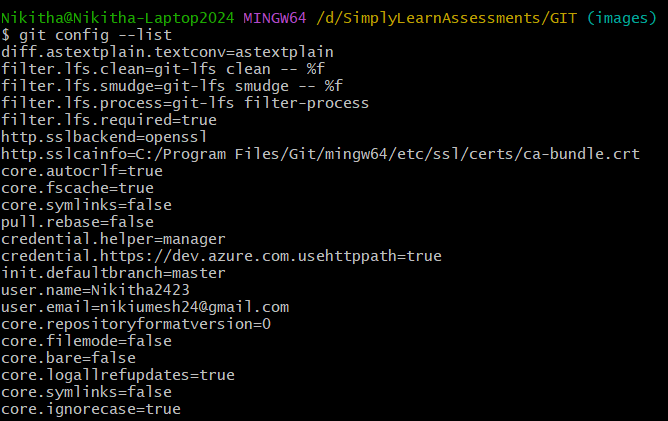 Nikitha@Nikitha-Laptop2024 MINGW64 /d/SimplyLearnAssessments/GIT (images)
$ git config --list
diff.astextplain.textconv=astextplain
filter.lfs.clean=git-lfs clean -- %f
filter.lfs.smudge=git-lfs smudge -- %f
filter.lfs.process=git-lfs filter-process
filter.lfs.required=true
http.sslbackend=openssl
http.sslcainfo=C:/Program Files/Git/mingw64/etc/ssl/certs/ca-bundle.crt
core.autocrlf=true
core.fscache=true
core.symlinks=false
pull.rebase=false
credential.helper=manager
credential.https://dev.azure.com.usehttppath=true
init.defaultbranch=master
user.name=Nikitha2423
user.email=nikiumesh24@gmail.com
core.repositoryformatversion=0
core.filemode=false
core.bare=false
core.logallrefupdates=true
core.symlinks=false
core.ignorecase=true